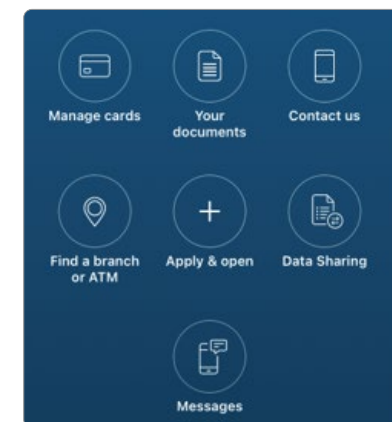 Manage cards
Your
documents
Contact us
Find a branch
or ATM
Apply & open
Data Sharing
Messages